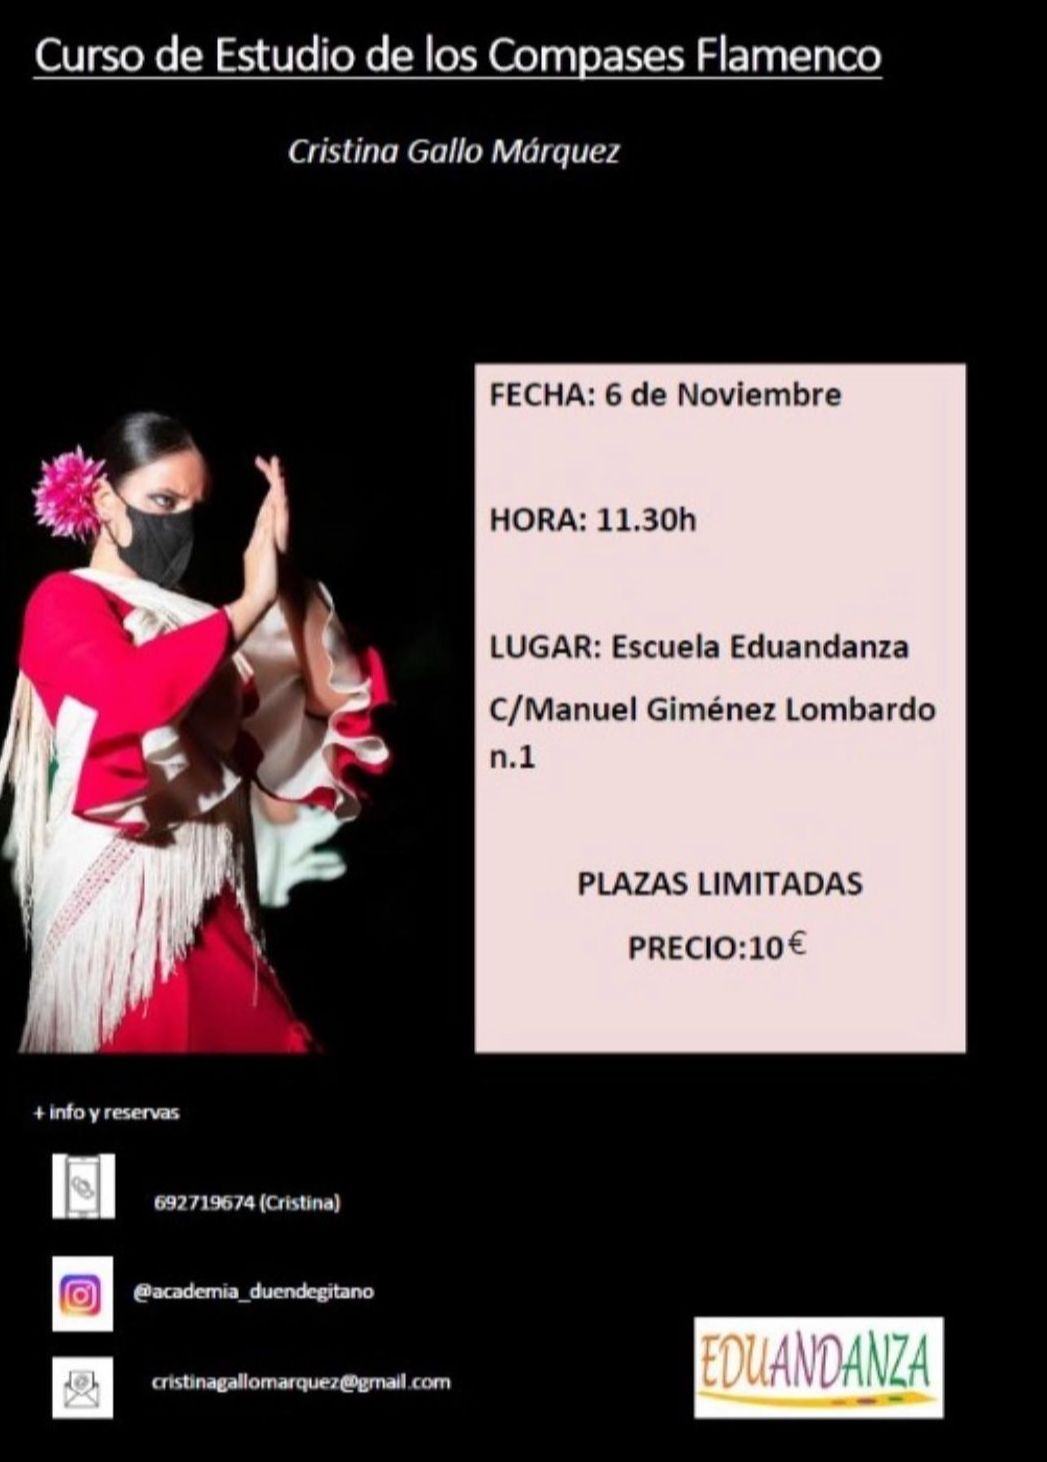 Curso de Estudio de los Compases Flamenco
Cristina Gallo Márquez
FECHA: 6 de Noviembre
HORA: 11.30h
LUGAR: Escuela Eduandanza
C/Manuel Giménez Lombardo
n.1
PLAZAS LIMITADAS
PRECIO:10€
+ info y reservas
692719674 (Cristina)
@academia_duendegitano
cristinagallomarquez@gmail.com
EDUANDANZA